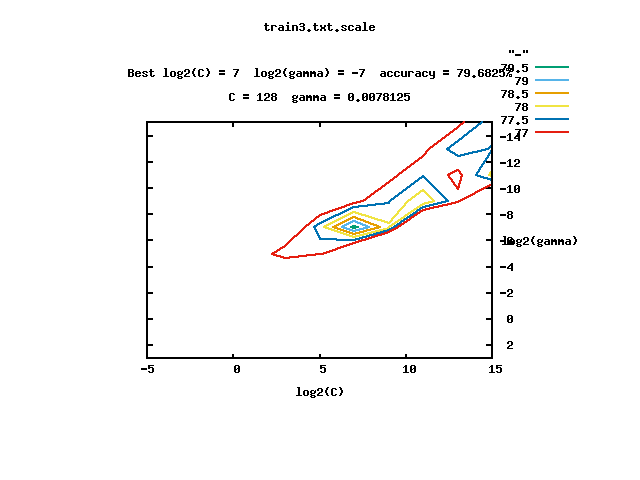 train3.txt.scale
"-"
Best log2(C) = 7 log2(gamma) = -7 accuracy = 79.6825%
79.5
79
C = 128 gamma = 0.0078125
78.5
78
77.5
77
-14
-12
-10
-8
-6
log2(gamma)
-4
-2
0
2
-5 0 5 10 15
log2(C)